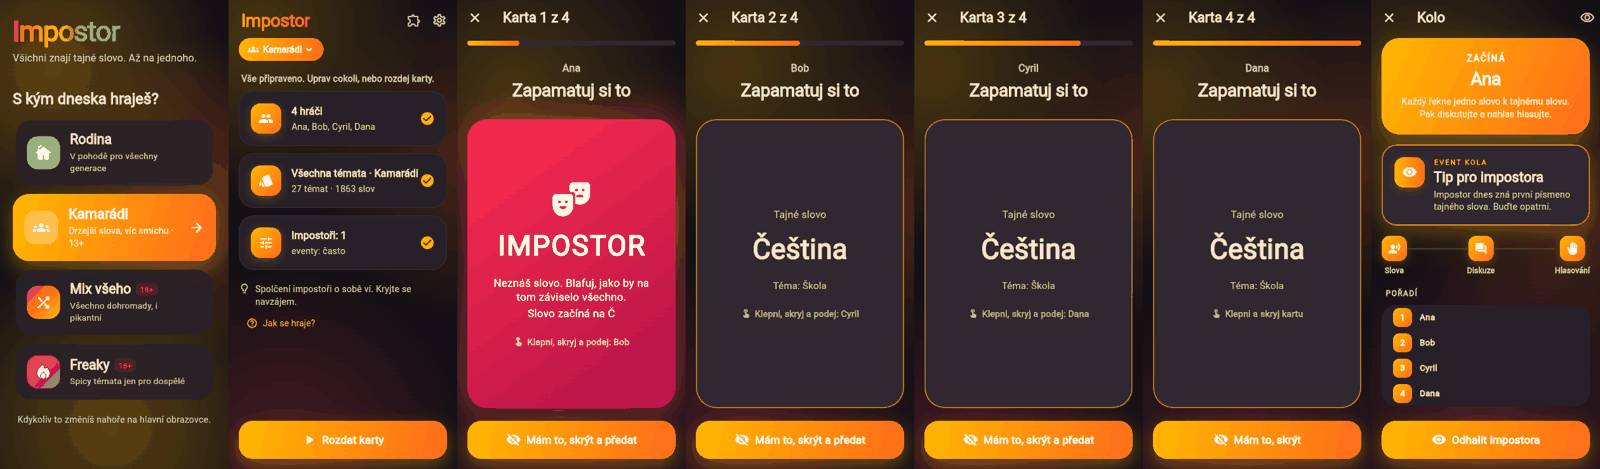 Impostor
Všichni znají tajné slovo. Až na jednoho.
S kým dneska hraješ?
Rodina
V pohodě pro všechny
generace
Kamarádi
Drzejší slova, víc smíchu ·
13+
Mix všeho 18+
Všechno dohromady, i
pikantní
Freaky 18+
Spicy témata jen pro dospělé
Kdykoliv to změníš nahoře na hlavní obrazovce.
Impostor
Kamarádi
Vše připraveno. Uprav cokoli, nebo rozdej karty.
4 hráči
Ana, Bob, Cyril, Dana
Všechna témata · Kamarádi
27 témat · 1863 slov
Impostoři: 1
eventy: často
Spolčení impostoři o sobě ví. Kryjte se
navzájem.
Jak se hraje?
Rozdat karty
Karta 1 z 4
Ana
Zapamatuj si to
IMPOSTOR
Neznáš slovo. Blafuj, jako by na
tom záviselo všechno.
Slovo začíná na Č
Klepni, skryj a podej: Bob
Mám to, skrýt a předat
Karta 2 z 4
Bob
Zapamatuj si to
Tajné slovo
Čeština
Téma: Škola
Klepni, skryj a podej: Cyril
Mám to, skrýt a předat
Karta 3 z 4
Cyril
Zapamatuj si to
Tajné slovo
Čeština
Téma: Škola
Klepni, skryj a podej: Dana
Mám to, skrýt a předat
Karta 4 z 4
Dana
Zapamatuj si to
Tajné slovo
Čeština
Téma: Škola
Klepni a skryj kartu
Mám to, skrýt
Kolo
ZAČÍNÁ
Ana
Každý řekne jedno slovo k tajnému slovu.
Pak diskutujte a nahlas hlasujte.
EVENT KOLA
Tip pro impostora
Impostor dnes zná první písmeno
tajného slova. Buďte opatrní.
Slova
Diskuze
Hlasování
POŘADÍ
1 Ana
2 Bob
3 Cyril
4 Dana
Odhalit impostora